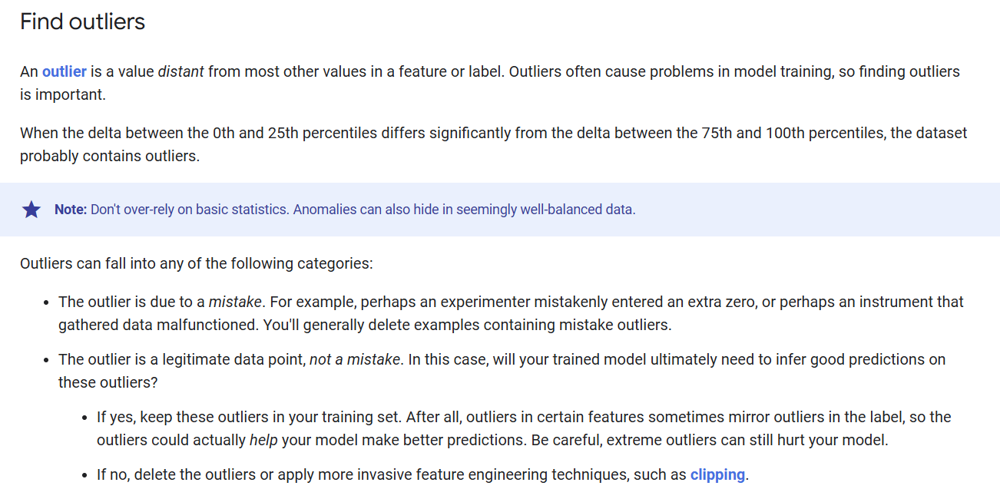 Find outliers
An outlier is a value distant from most other values in a feature or label. Outliers often cause problems in model training, so finding outliers
is important.
When the delta between the 0th and 25th percentiles differs significantly from the delta between the 75th and 100th percentiles, the dataset
probably contains outliers.
Note: Don't over-rely on basic statistics. Anomalies can also hide in seemingly well-balanced data.
Outliers can fall into any of the following categories:
• The outlier is due to a mistake. For example, perhaps an experimenter mistakenly entered an extra zero, or perhaps an instrument that
gathered data malfunctioned. You'll generally delete examples containing mistake outliers.
• The outlier is a legitimate data point, not a mistake. In this case, will your trained model ultimately need to infer good predictions on
these outliers?
• If yes, keep these outliers in your training set. After all, outliers in certain features sometimes mirror outliers in the label, so the
outliers could actually help your model make better predictions. Be careful, extreme outliers can still hurt your model.
• If no, delete the outliers or apply more invasive feature engineering techniques, such as clipping.